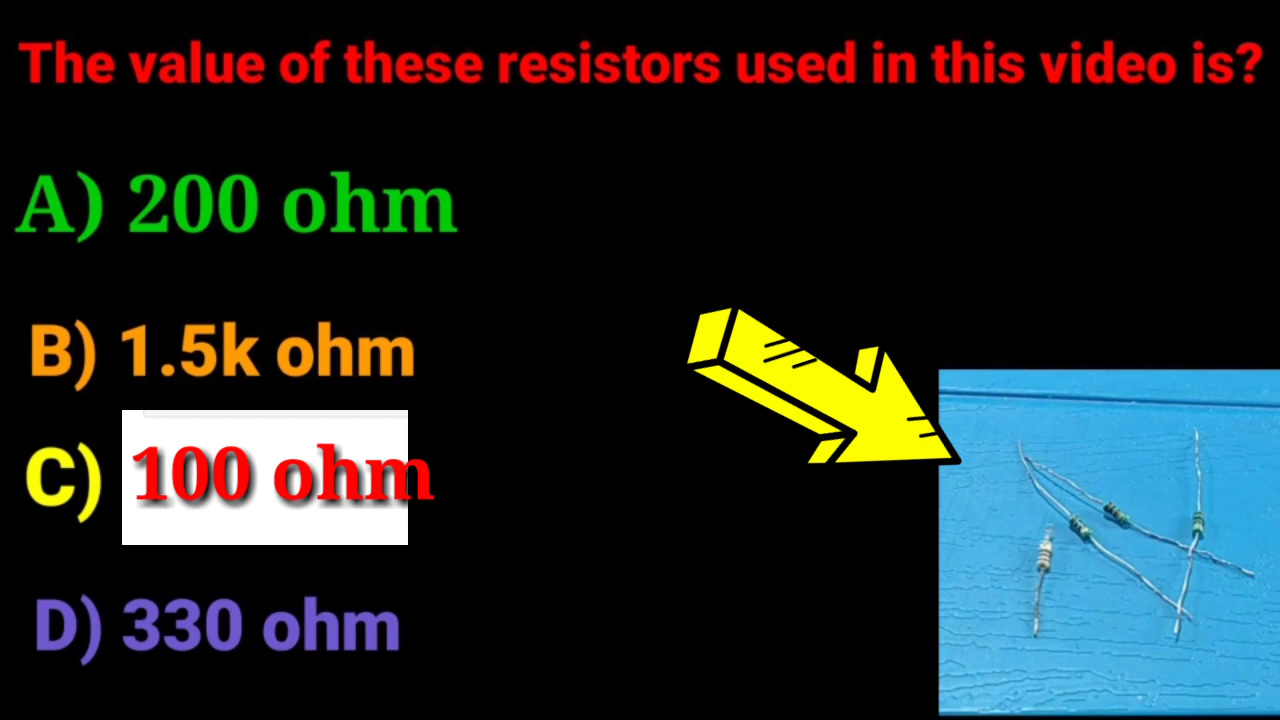 The value of these resistors used in this video is?
A) 200 ohm
B) 1.5k ohm
C) 100 ohm
D) 330 ohm